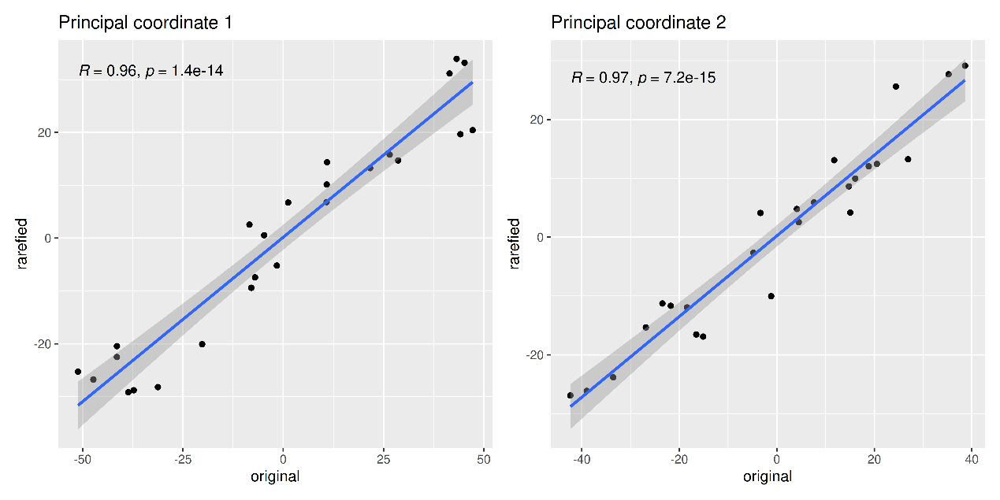 Principal coordinate 1
R = 0.96, p = 1.4e-14
20
0
-20
rarefied
-50
-25
0
25
50
original
Principal coordinate 2
R = 0.97, p = 7.2e-15
20
0
-20
rarefied
-40
-20
0
20
40
original